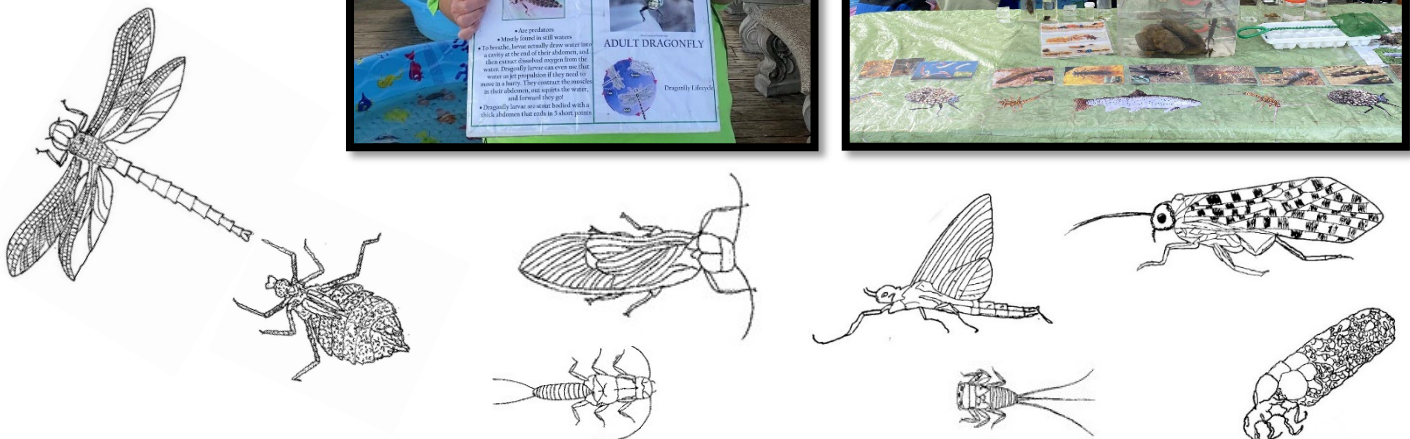 • Are predators
• Mostly found in still waters
• To breathe, larvae actually draw water into
a cavity at the end of their abdomen, and
then extract dissolved oxygen from the
water. Dragonfly larvae can even use that
water as jet propulsion if they need to
move in a hurry. They contract the muscles
in their abdomen, out squirts the water,
and forward they go!
• Dragonfly larvae are stout bodied with a
thick abdomen that ends in 3 short points
ADULT DRAGONFLY
Dragonfly Lifecycle